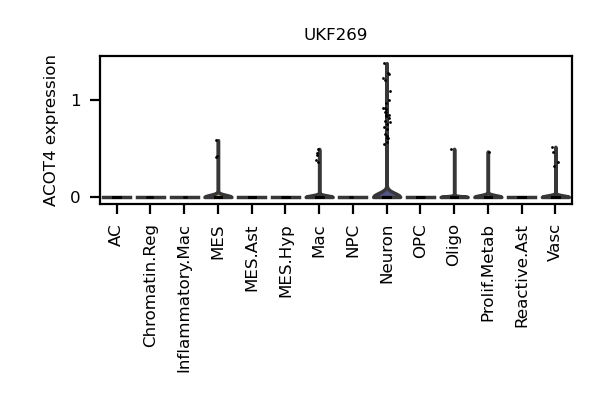 UKF269
ACOT4 expression
1
0
AC
Chromatin.Reg
Inflammatory.Mac
MES
MES.Ast
MES.Hyp
Mac
NPC
Neuron
OPC
Oligo
Prolif.Metab
Reactive.Ast
Vasc